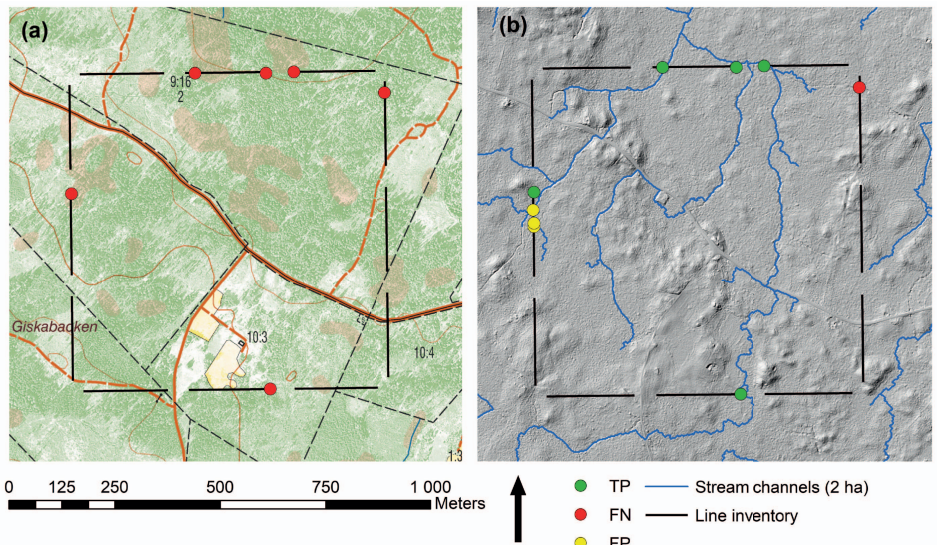 (a)
9:16
2
Giskabacken
10:3
10:4
1:3
(b)
0 125 250 500 750 1 000
Meters
TP
FN
FP
Stream channels (2 ha)
Line inventory